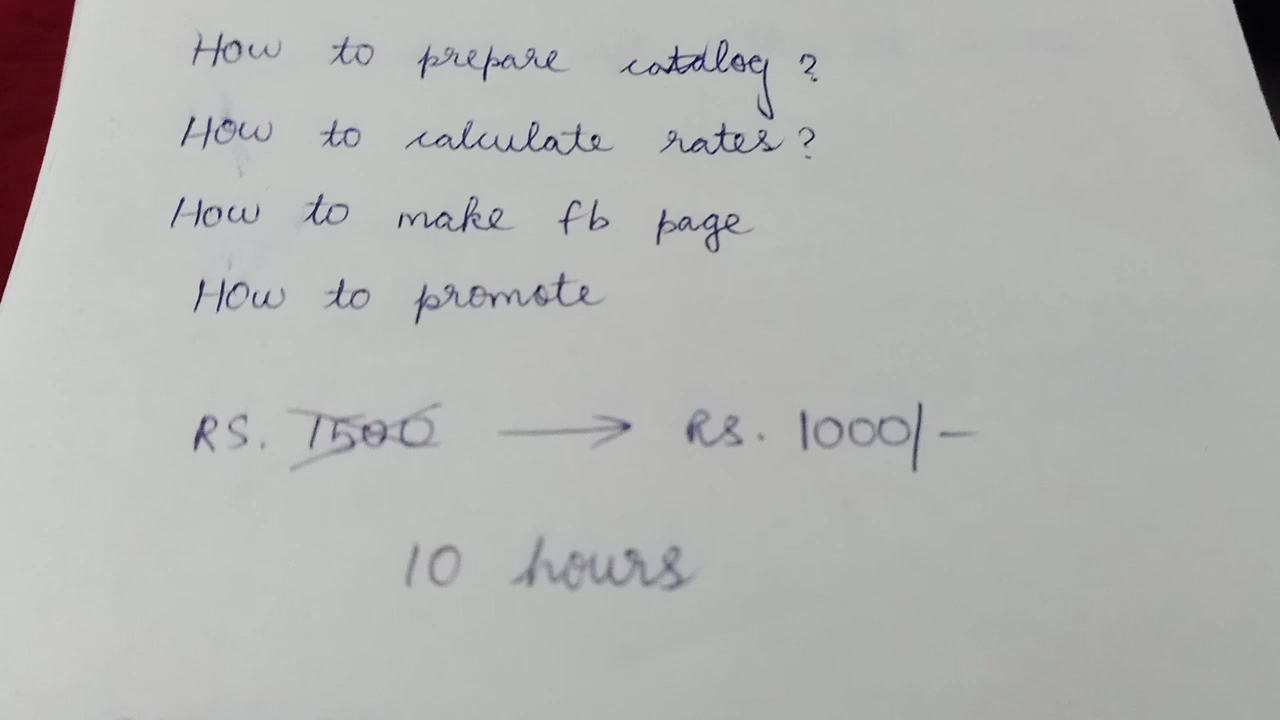 How to prepare catalog?
How to calculate rates?
How to make fb page
How to promote
RS. 1500 → RS. 1000/-
10 hours